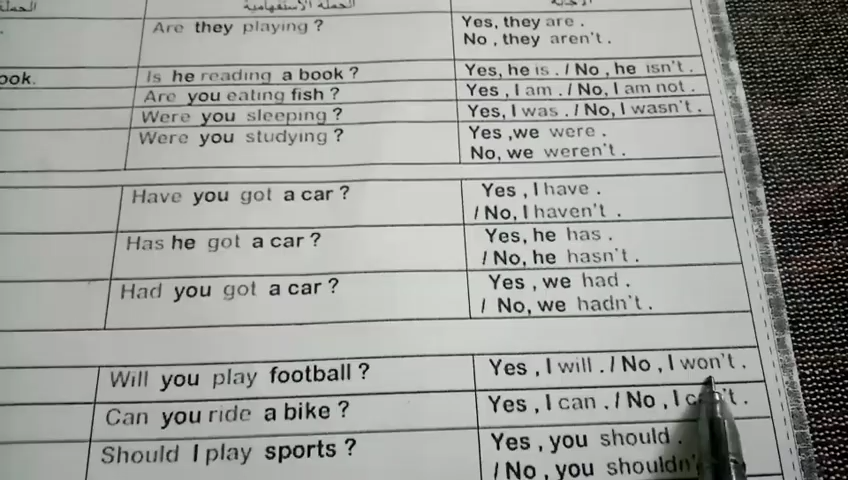 الجملة الاستفهامية
Are they playing ? Yes, they are .
No , they aren't .
ook. Is he reading a book ? Yes, he is . / No , he isn't .
Are you eating fish ? Yes , I am . / No, I am not .
Were you sleeping ? Yes, I was . / No, I wasn't .
Were you studying ? Yes ,we were .
No, we weren't .
Have you got a car ? Yes , I have .
/ No, I haven't .
Has he got a car ? Yes, he has .
/ No, he hasn't .
Had you got a car ? Yes , we had .
/ No, we hadn't .
Will you play football ? Yes , I will . / No , I won't .
Can you ride a bike ? Yes , I can . / No , I can't .
Should I play sports ? Yes , you should .
/ No , you shouldn'